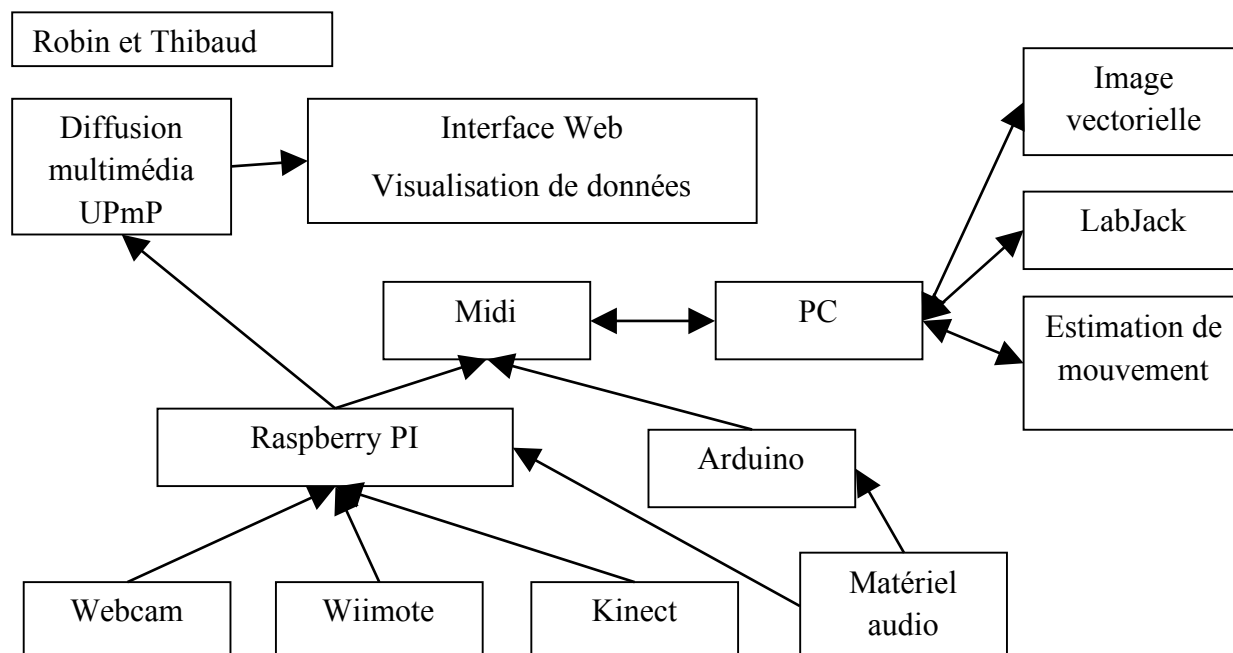 Robin et Thibaud
Diffusion
multimédia
UPmP
Interface Web
Visualisation de données
Image
vectorielle
LabJack
Midi
PC
Estimation de
mouvement
Raspberry PI
Arduino
Webcam
Wiimote
Kinect
Matériel
audio